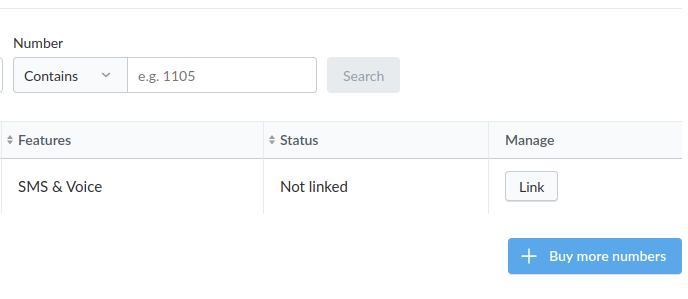 Number
Contains e.g. 1105 Search
Features Status Manage
SMS & Voice Not linked Link
Buy more numbers